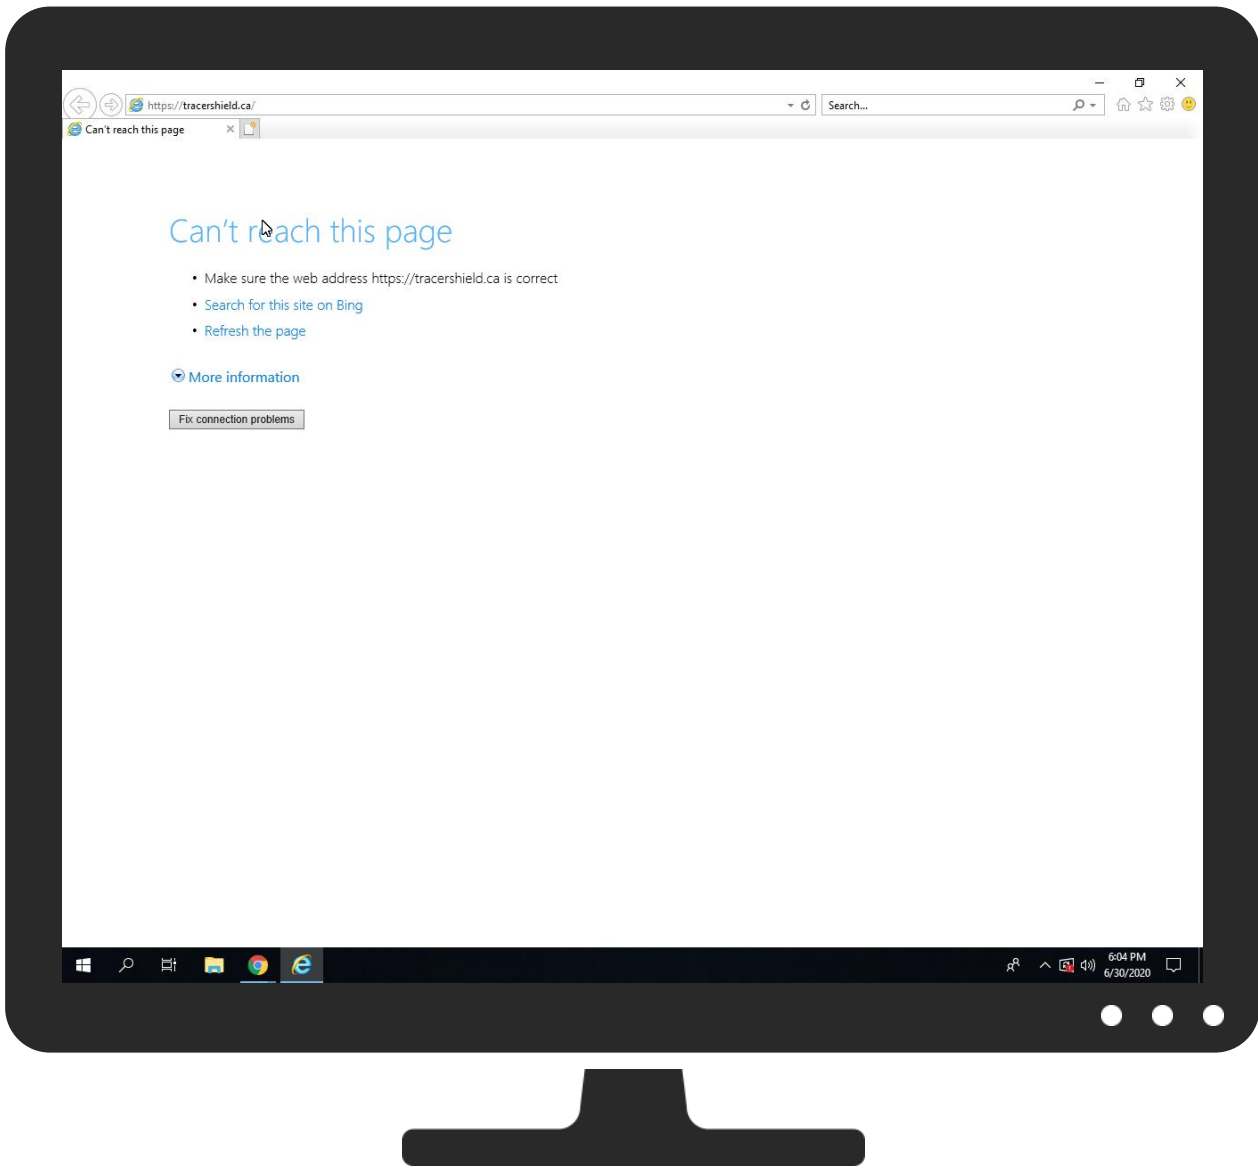 https://tracershield.ca/
Search...
Can't reach this page
Can't reach this page
• Make sure the web address https://tracershield.ca is correct
• Search for this site on Bing
• Refresh the page
More information
Fix connection problems
6:04 PM
6/30/2020